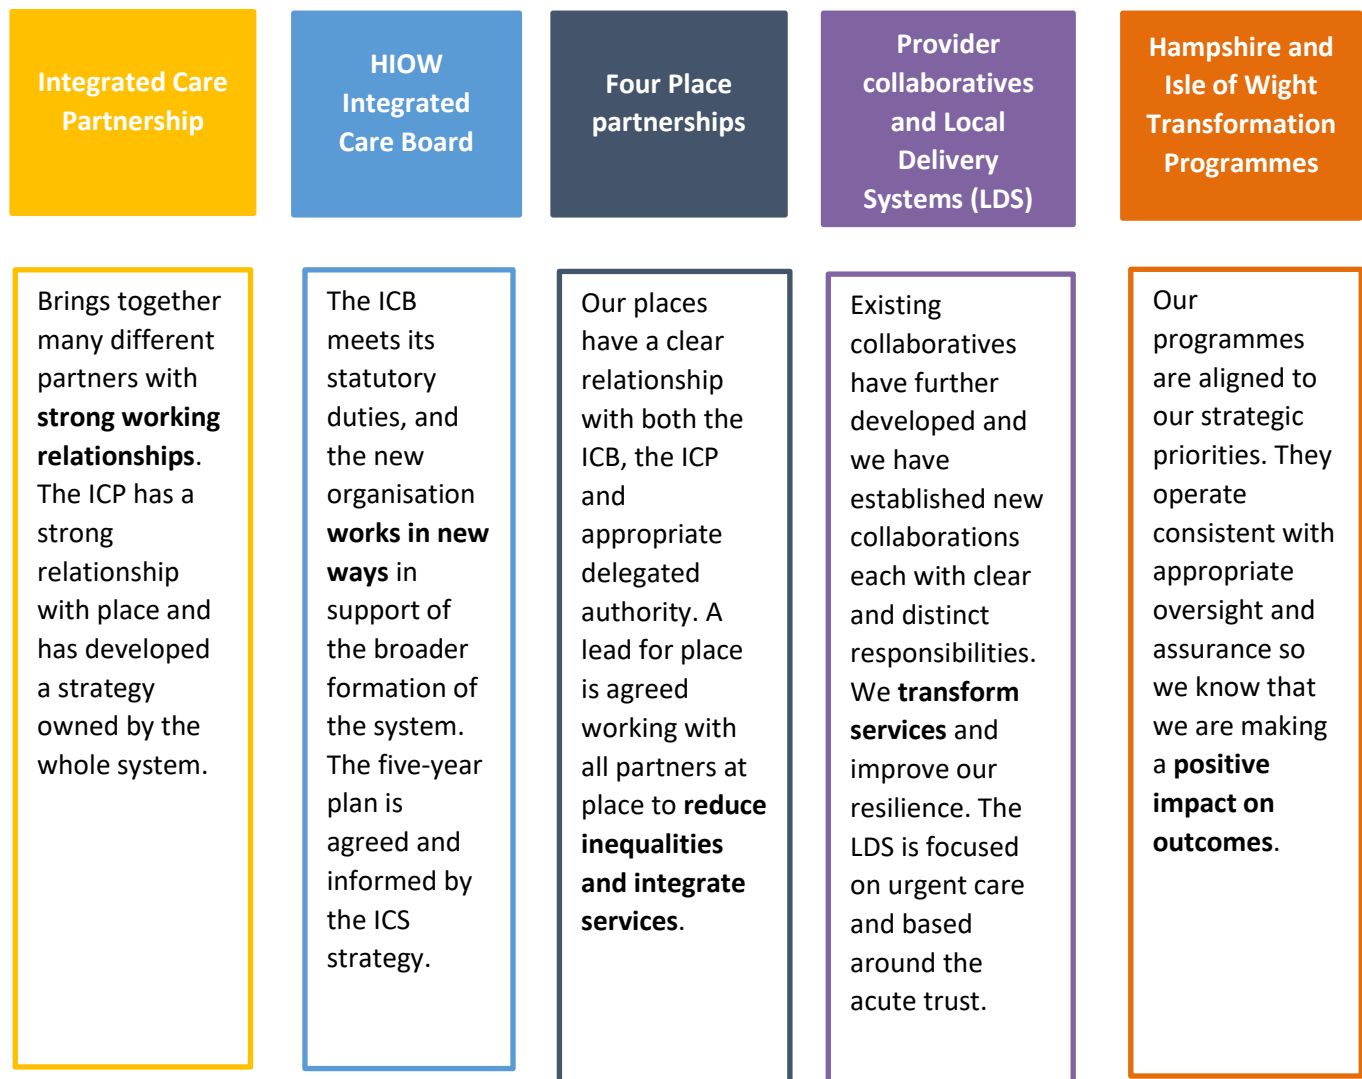 Integrated Care
Partnership
HIOW
Integrated
Care Board
Four Place
partnerships
Provider
collaboratives
and Local
Delivery
Systems (LDS)
Hampshire and
Isle of Wight
Transformation
Programmes
Brings together
many different
partners with
strong working
relationships.
The ICP has a
strong
relationship
with place and
has developed
a strategy
owned by the
whole system.
The ICB
meets its
statutory
duties, and
the new
organisation
works in new
ways in
support of
the broader
formation of
the system.
The five-year
plan is
agreed and
informed by
the ICS
strategy.
Our places
have a clear
relationship
with both the
ICB, the ICP
and
appropriate
delegated
authority. A
lead for place
is agreed
working with
all partners at
place to reduce
inequalities
and integrate
services.
Existing
collaboratives
have further
developed and
we have
established new
collaborations
each with clear
and distinct
responsibilities.
We transform
services and
improve our
resilience. The
LDS is focused
on urgent care
and based
around the
acute trust.
Our
programmes
are aligned to
our strategic
priorities. They
operate
consistent with
appropriate
oversight and
assurance so
we know that
we are making
a positive
impact on
outcomes.